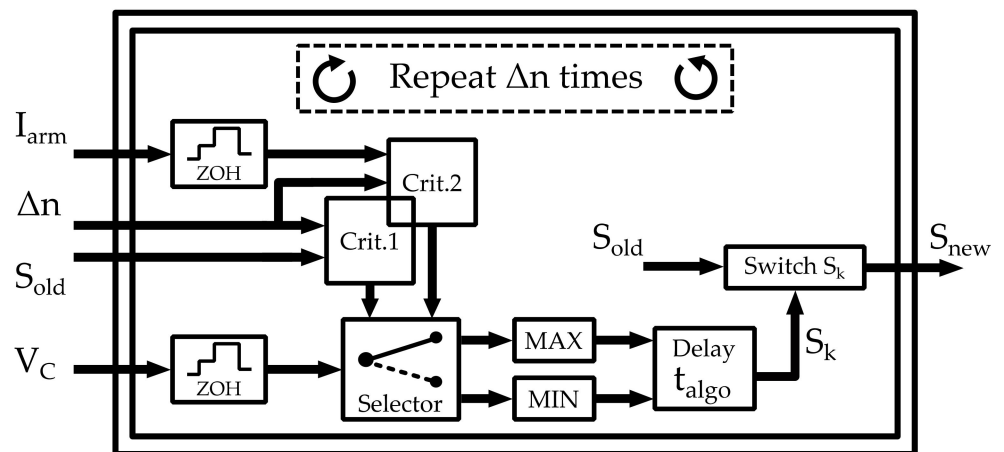 Repeat Δn times
I_arm
ZOH
Crit.2
Δn
Crit.1
S_old
S_old
Switch S_k
S_new
V_C
ZOH
Selector
MAX
MIN
Delay
t_algo
S_k